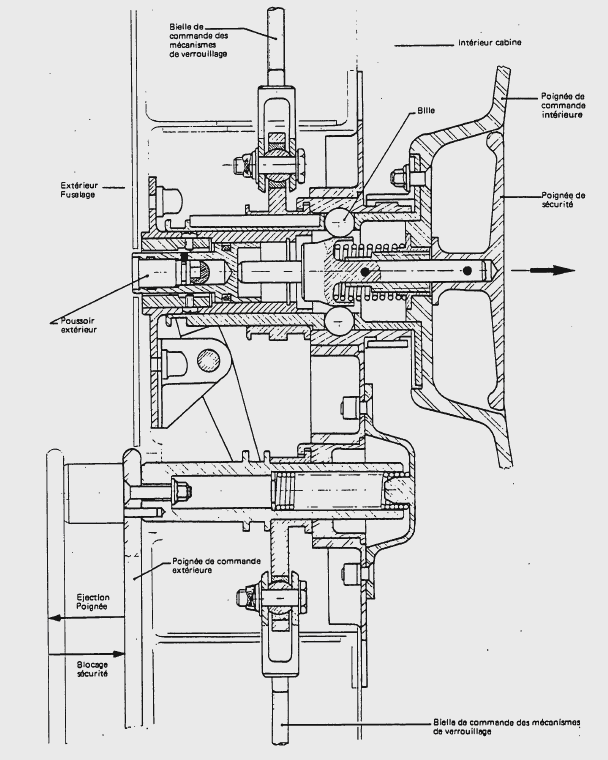 Bielle de
commande des
mécanismes
de verrouillage
Intérieur cabine
Poignée de
commande
intérieure
Bille
Extérieur
Fuselage
Poignée de
sécurité
Poussoir
extérieur
Poignée de commande
extérieure
Ejection
Poignée
Blocage
sécurité
Bielle de commande des mécanismes
de verrouillage